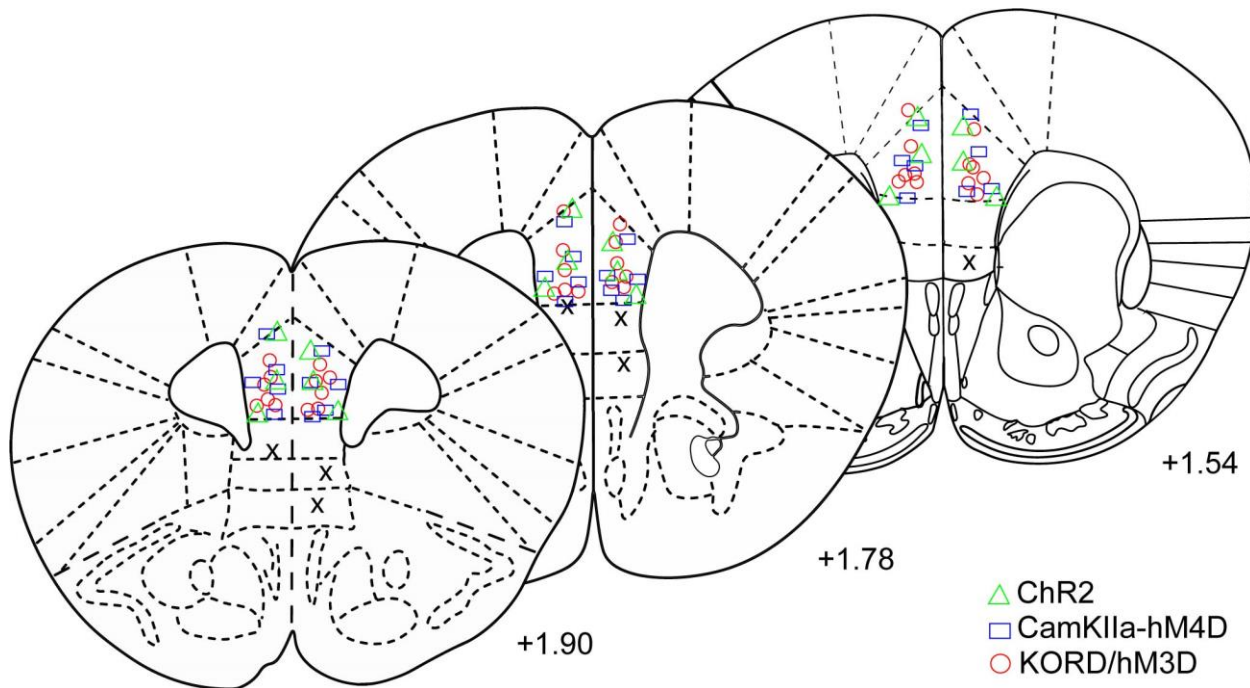 x
x
x
x
x
x
x
+1.54
+1.78
+1.90
ChR2
CamKIIa-hM4D
KORD/hM3D